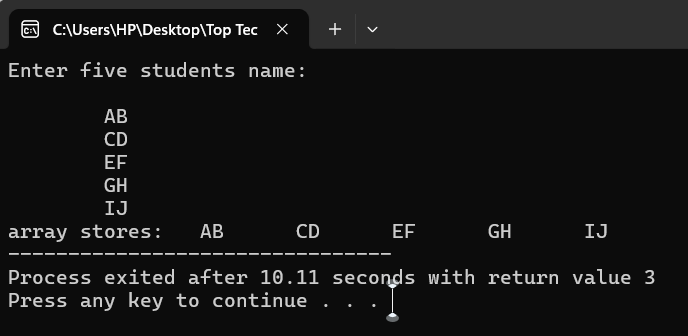 C:\Users\HP\Desktop\Top Tec
Enter five students name:
AB
CD
EF
GH
IJ
array stores: AB CD EF GH IJ
--------------------------------
Process exited after 10.11 seconds with return value 3
Press any key to continue . . .